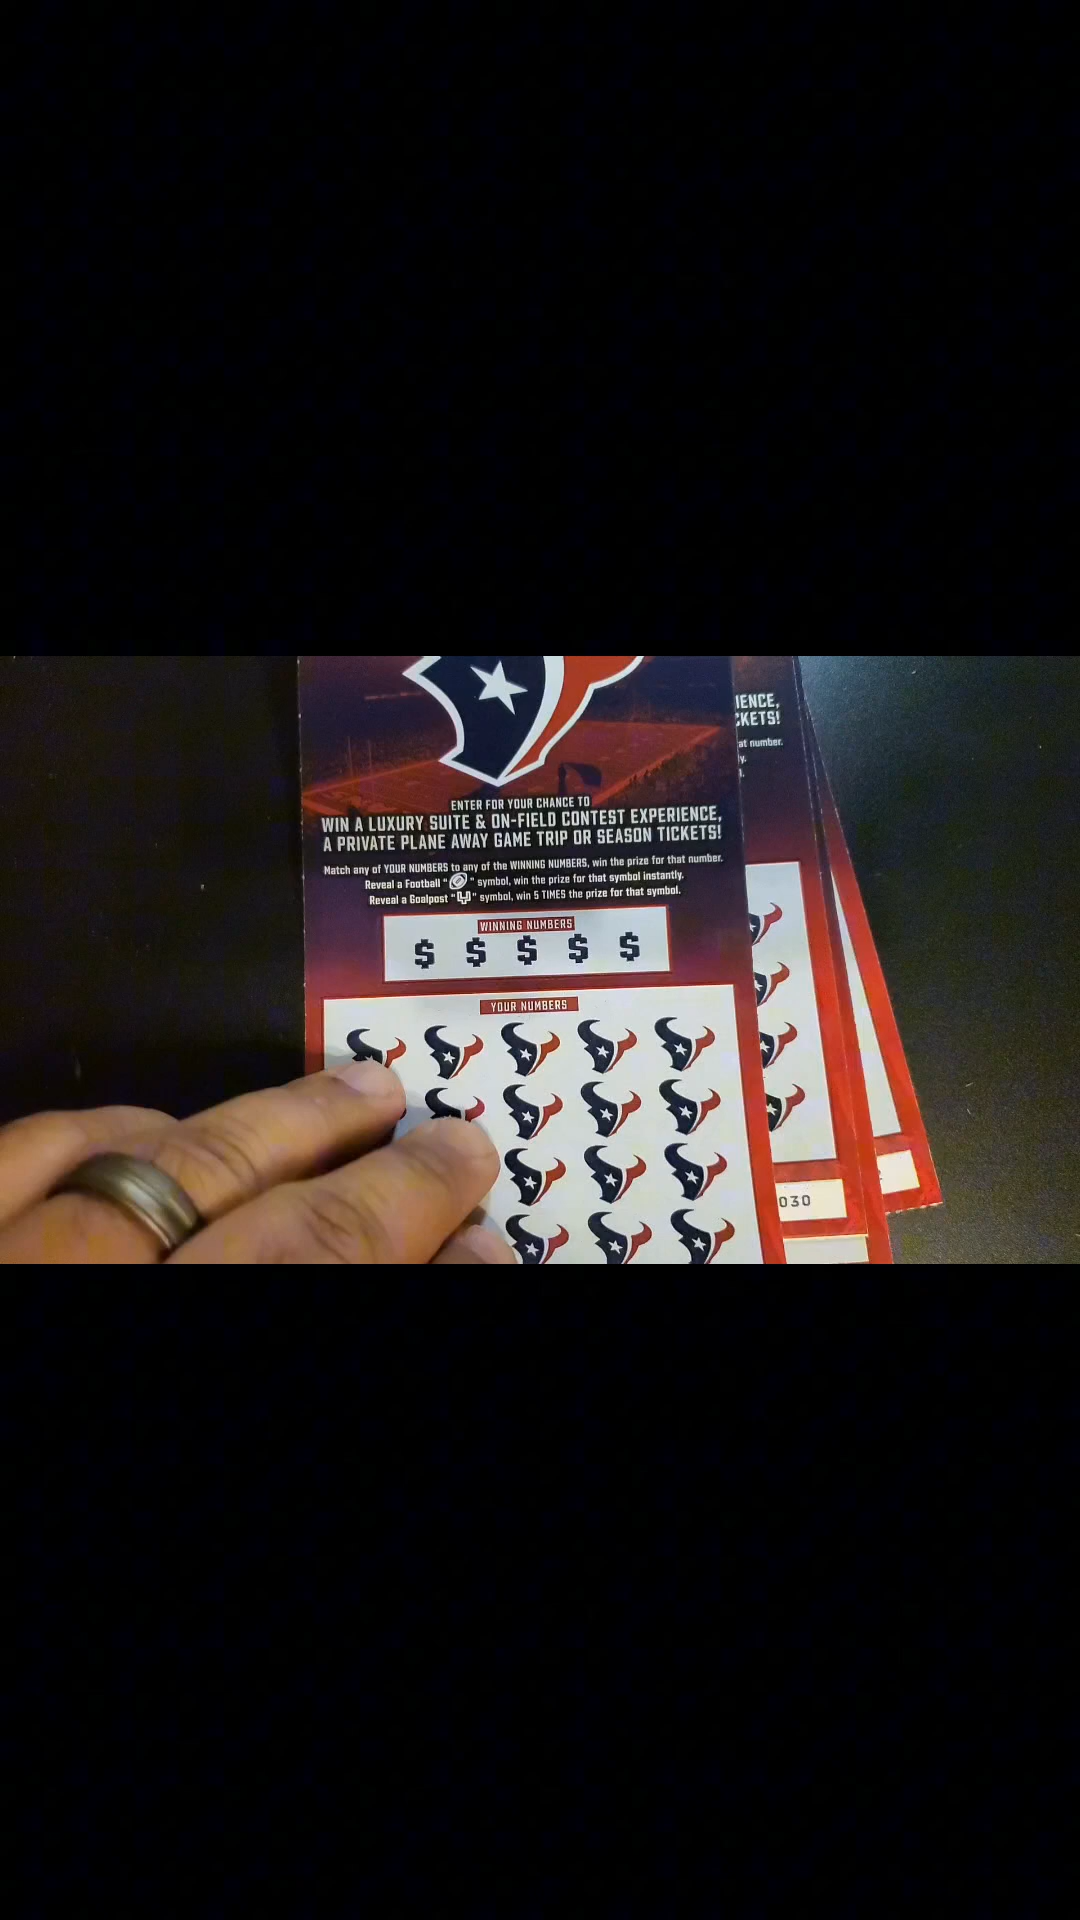 ENTER FOR YOUR CHANCE TO
WIN A LUXURY SUITE & ON-FIELD CONTEST EXPERIENCE,
A PRIVATE PLANE AWAY GAME TRIP OR SEASON TICKETS!
Match any of YOUR NUMBERS to any of the WINNING NUMBERS, win the prize for that number.
Reveal a Football " " symbol, win the prize for that symbol instantly.
Reveal a Goalpost " " symbol, win 5 TIMES the prize for that symbol.
WINNING NUMBERS
$ $ $ $ $
YOUR NUMBERS
IENCE,
CKETS!
at number.
y.
030